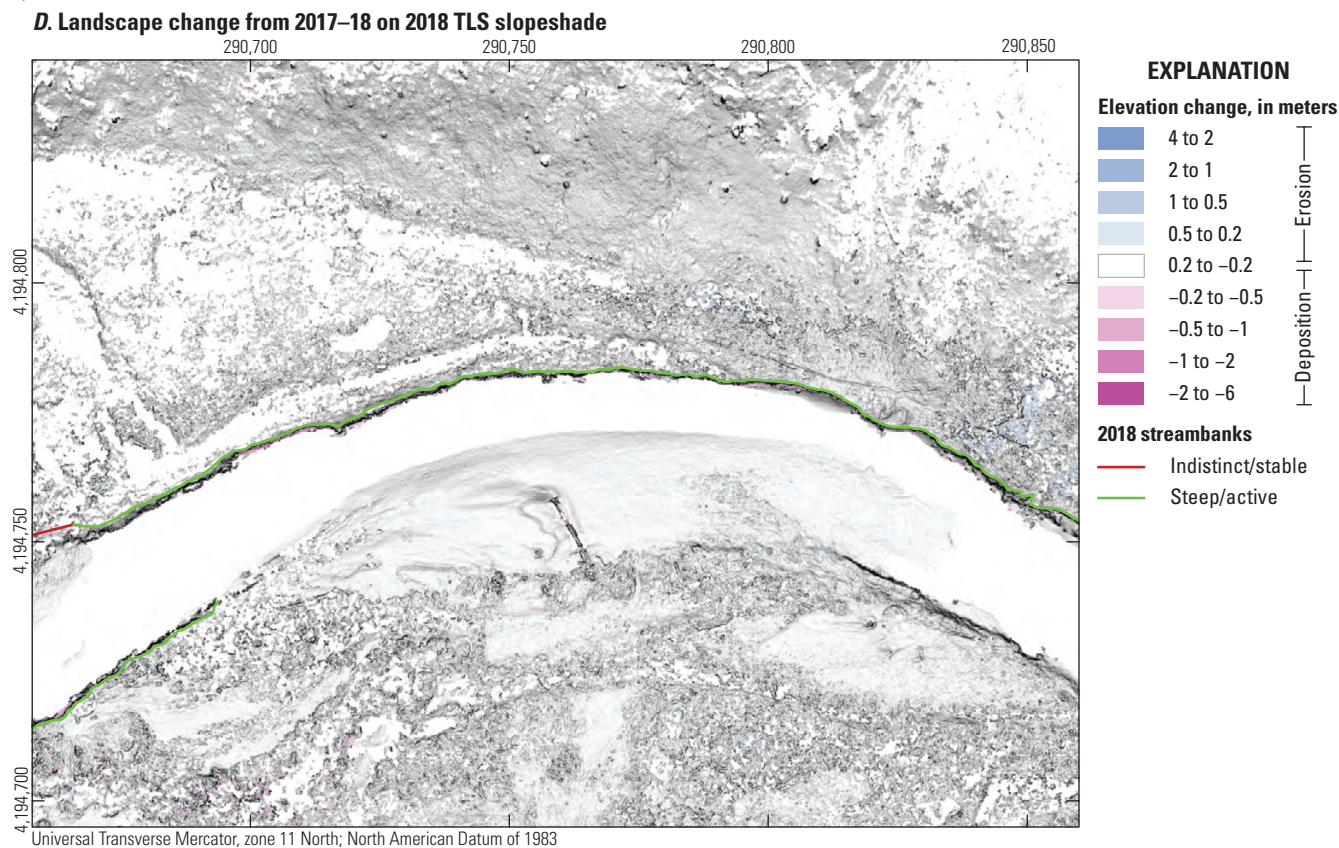 D. Landscape change from 2017–18 on 2018 TLS slopeshade
290,700
290,750
290,800
290,850
4,194,800
4,194,750
4,194,700
Universal Transverse Mercator, zone 11 North; North American Datum of 1983
EXPLANATION
Elevation change, in meters
4 to 2
2 to 1
1 to 0.5
0.5 to 0.2
0.2 to −0.2
−0.2 to −0.5
−0.5 to −1
−1 to −2
−2 to −6
Erosion
Deposition
2018 streambanks
Indistinct/stable
Steep/active